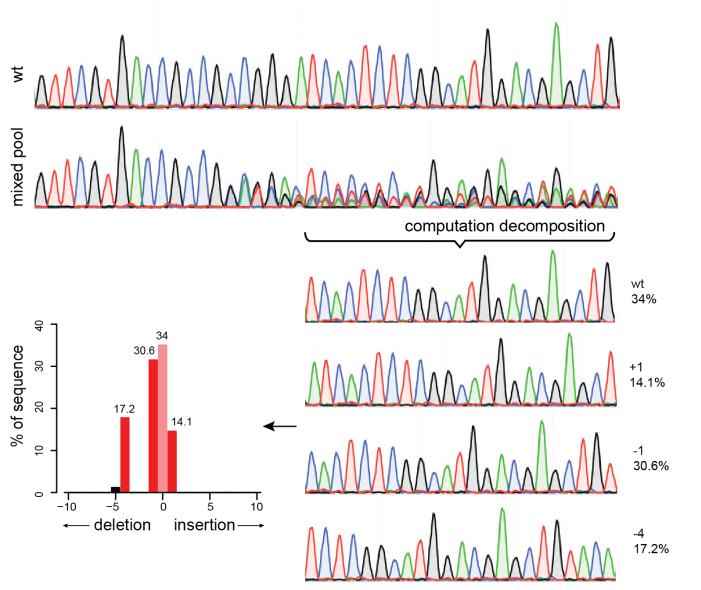 wt
mixed pool
computation decomposition
wt
34%
+1
14.1%
-1
30.6%
-4
17.2%
% of sequence
40
30
20
10
0
34
30.6
17.2
14.1
−10 −5 0 5 10
deletion insertion